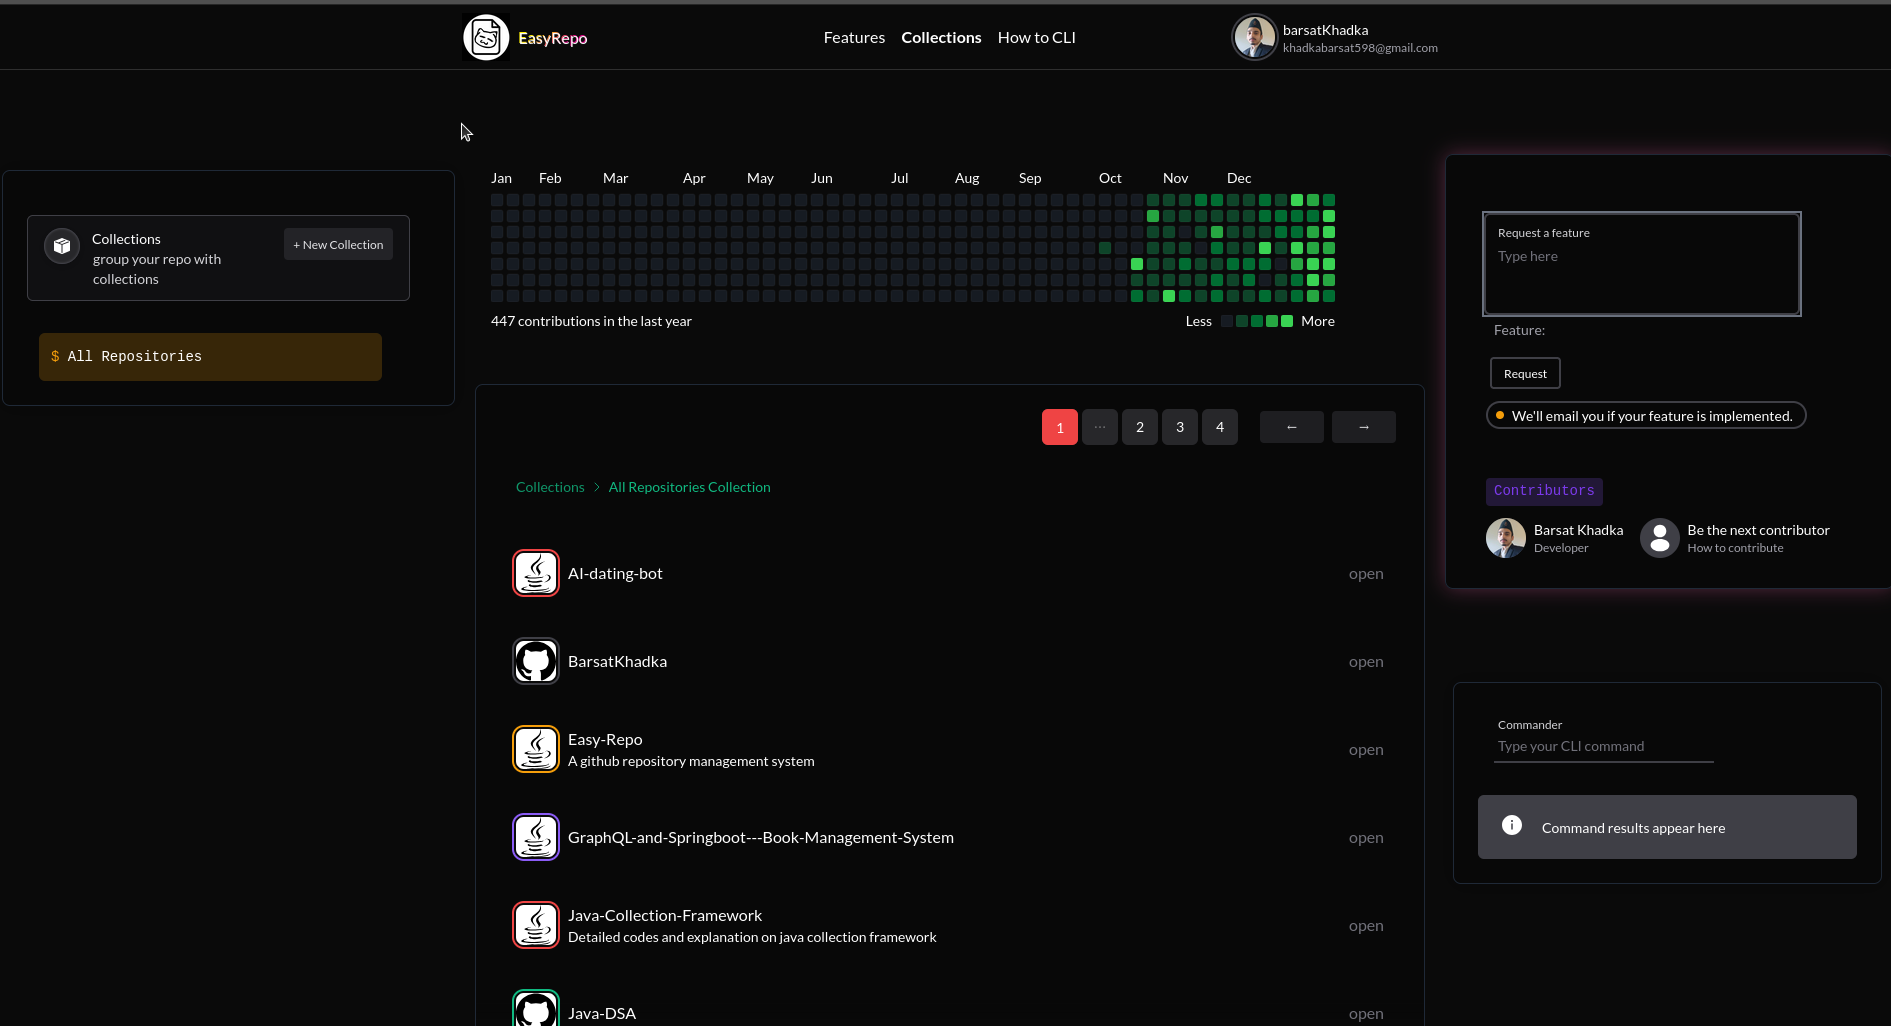 EasyRepo
Features Collections How to CLI
barsatKhadka
khadkabarsat598@gmail.com
Collections
group your repo with
collections
+ New Collection
$ All Repositories
Jan Feb Mar Apr May Jun Jul Aug Sep Oct Nov Dec
447 contributions in the last year
Less More
1 ··· 2 3 4 ← →
Collections > All Repositories Collection
AI-dating-bot open
BarsatKhadka open
Easy-Repo
A github repository management system
open
GraphQL-and-Springboot---Book-Management-System open
Java-Collection-Framework
Detailed codes and explanation on java collection framework
open
Java-DSA open
Request a feature
Type here
Feature:
Request
We'll email you if your feature is implemented.
Contributors
Barsat Khadka
Developer
Be the next contributor
How to contribute
Commander
Type your CLI command
Command results appear here